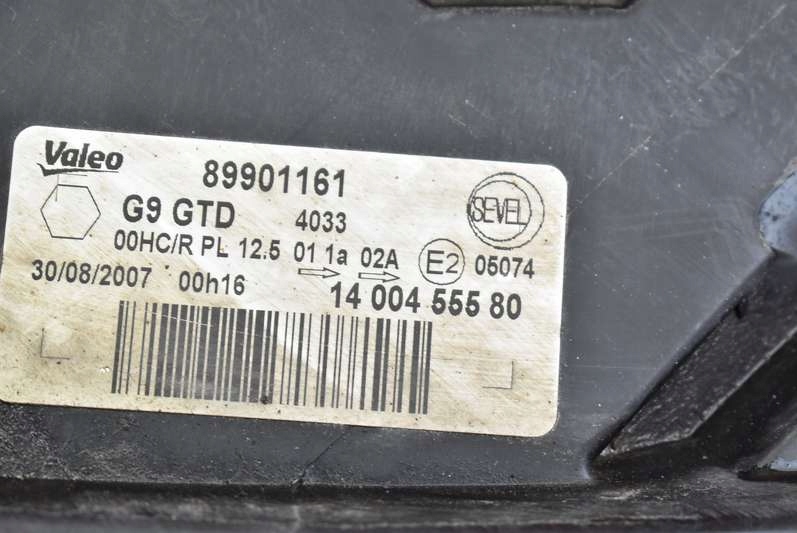 Valeo 89901161
G9 GTD 4033 SEVEL
00HC/R PL 12.5 01 1a 02A E2 05074
30/08/2007 00h16 14 004 555 80